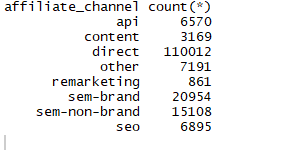 affiliate_channel count(*)
api 6570
content 3169
direct 110012
other 7191
remarketing 861
sem-brand 20954
sem-non-brand 15108
seo 6895